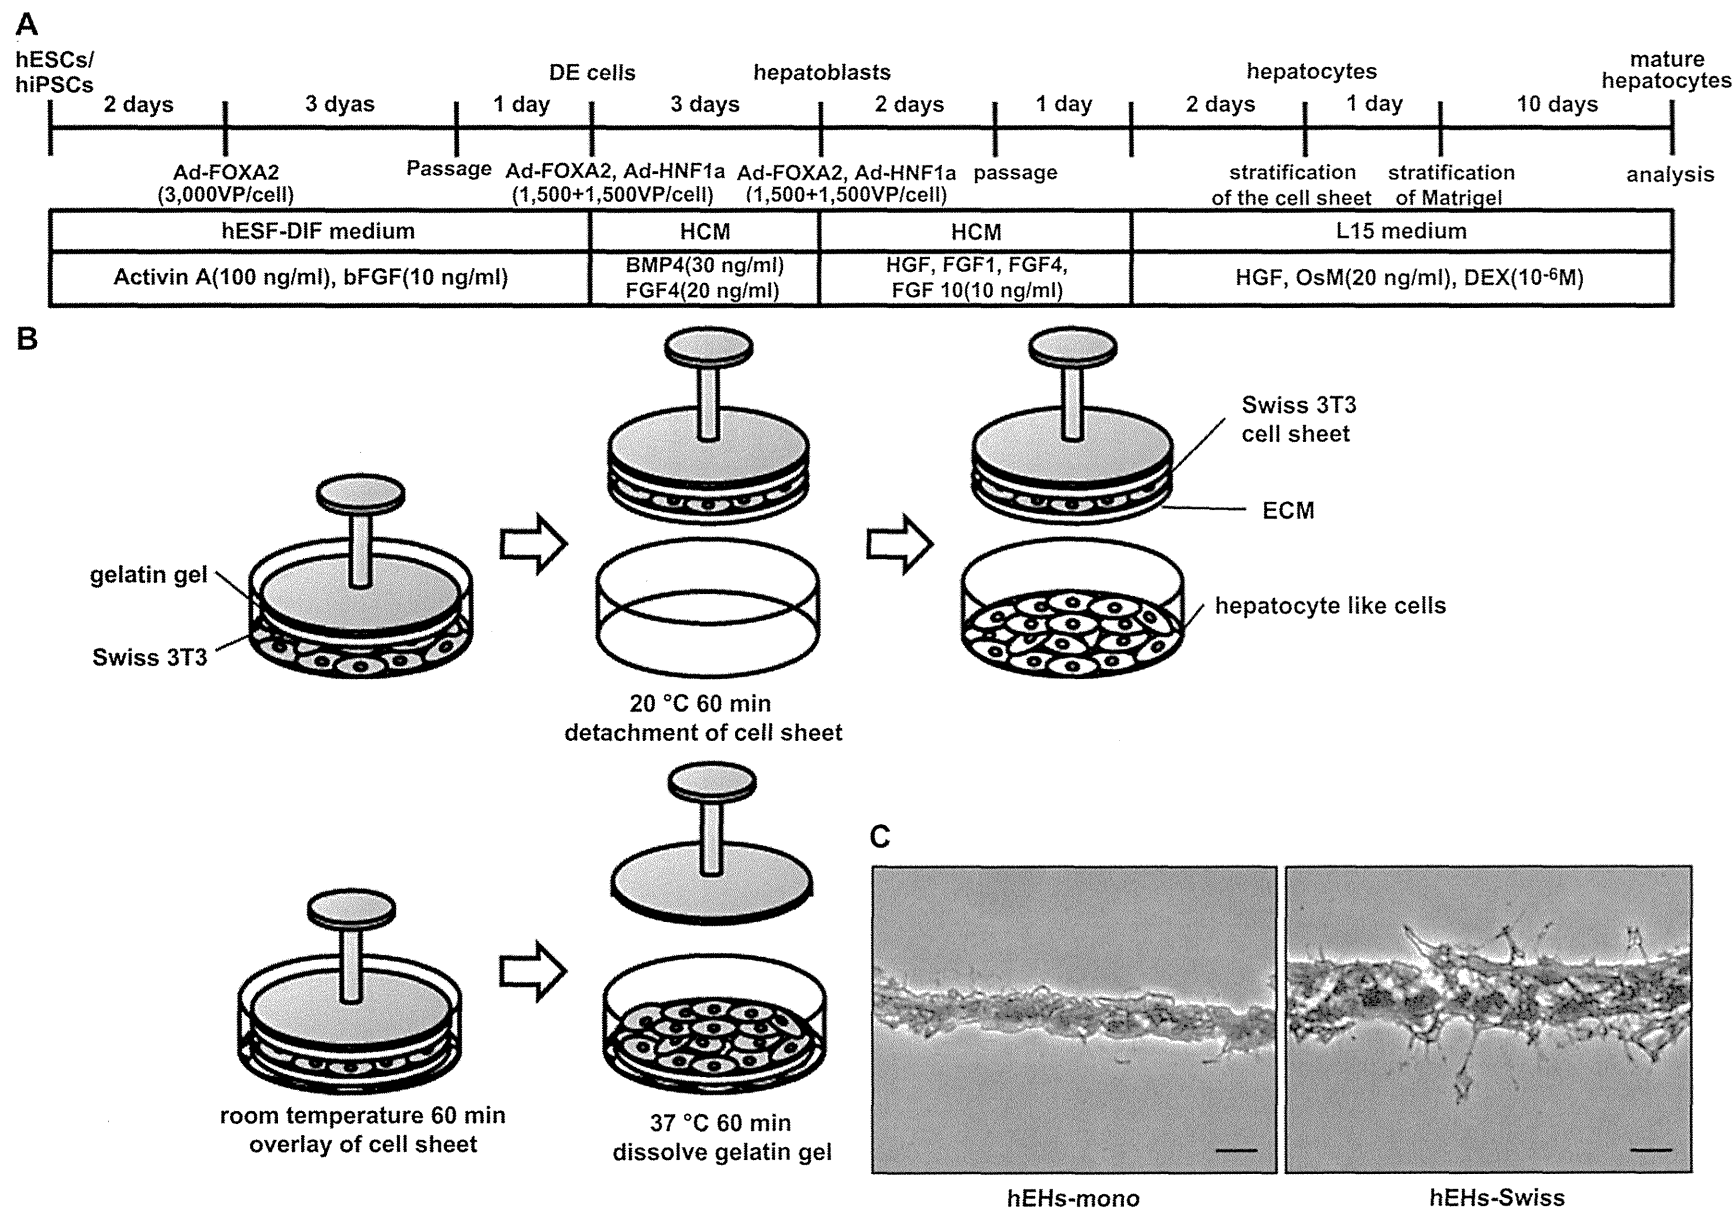 A
hESCs/
hiPSCs
DE cells
hepatoblasts
hepatocytes
mature
hepatocytes
2 days
3 dyas
1 day
3 days
2 days
1 day
2 days
1 day
10 days
Ad-FOXA2
(3,000VP/cell)
Passage
Ad-FOXA2, Ad-HNF1a
(1,500+1,500VP/cell)
Ad-FOXA2, Ad-HNF1a
(1,500+1,500VP/cell)
passage
stratification
of the cell sheet
stratification
of Matrigel
analysis
hESF-DIF medium
HCM
HCM
L15 medium
Activin A(100 ng/ml), bFGF(10 ng/ml)
BMP4(30 ng/ml)
FGF4(20 ng/ml)
HGF, FGF1, FGF4,
FGF 10(10 ng/ml)
HGF, OsM(20 ng/ml), DEX(10⁻⁶M)
B
Swiss 3T3
cell sheet
ECM
gelatin gel
Swiss 3T3
hepatocyte like cells
20 °C 60 min
detachment of cell sheet
room temperature 60 min
overlay of cell sheet
37 °C 60 min
dissolve gelatin gel
C
hEHs-mono
hEHs-Swiss